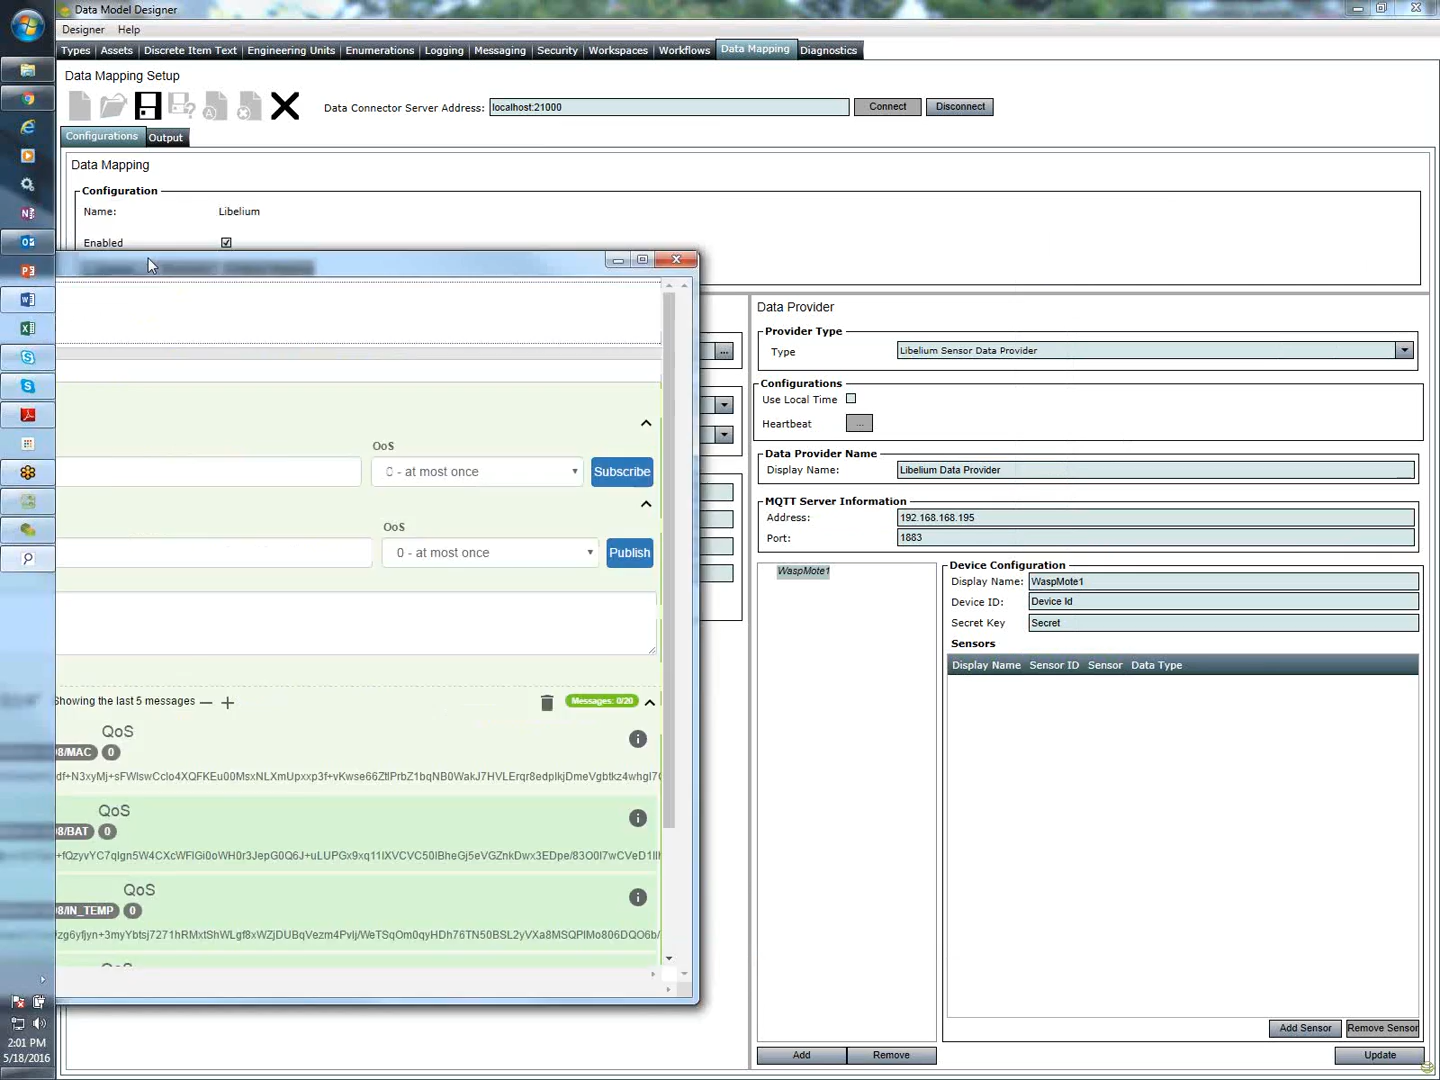 Data Model Designer
Designer Help
Types Assets Discrete Item Text Engineering Units Enumerations Logging Messaging Security Workspaces Workflows Data Mapping Diagnostics
Data Mapping Setup
Data Connector Server Address: localhost:21000 Connect Disconnect
Configurations Output
Data Mapping
Configuration
Name: Libelium
Enabled
QoS
0 - at most once
Subscribe
QoS
0 - at most once
Publish
Showing the last 5 messages
Messages: 0/20
QoS
8/MAC 0
QoS
8/BAT 0
QoS
8/IN_TEMP 0
QoS
...
Data Provider
Provider Type
Type Libelium Sensor Data Provider
Configurations
Use Local Time
Heartbeat ...
Data Provider Name
Display Name: Libelium Data Provider
MQTT Server Information
Address: 192.168.168.195
Port: 1883
WaspMote1
Device Configuration
Display Name: WaspMote1
Device ID: Device Id
Secret Key Secret
Sensors
Display Name Sensor ID Sensor Data Type
Add Sensor Remove Sensor
Add Remove Update
2:01 PM
5/18/2016